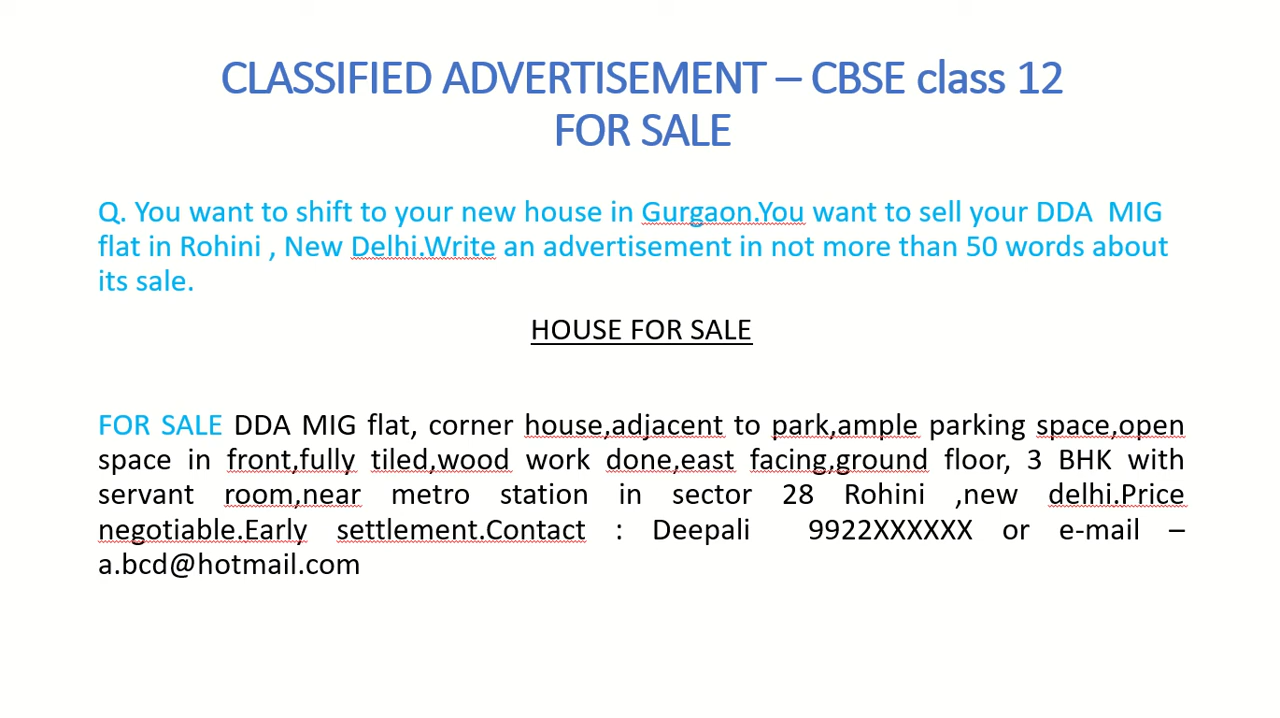 CLASSIFIED ADVERTISEMENT – CBSE class 12
FOR SALE
Q. You want to shift to your new house in Gurgaon.You want to sell your DDA  MIG
flat in Rohini , New Delhi.Write an advertisement in not more than 50 words about
its sale.
HOUSE FOR SALE
FOR SALE DDA MIG flat, corner house,adjacent to park,ample parking space,open
space in front,fully tiled,wood work done,east facing,ground floor, 3 BHK with
servant room,near metro station in sector 28 Rohini ,new delhi.Price
negotiable.Early settlement.Contact : Deepali  9922XXXXXX or e-mail –
a.bcd@hotmail.com